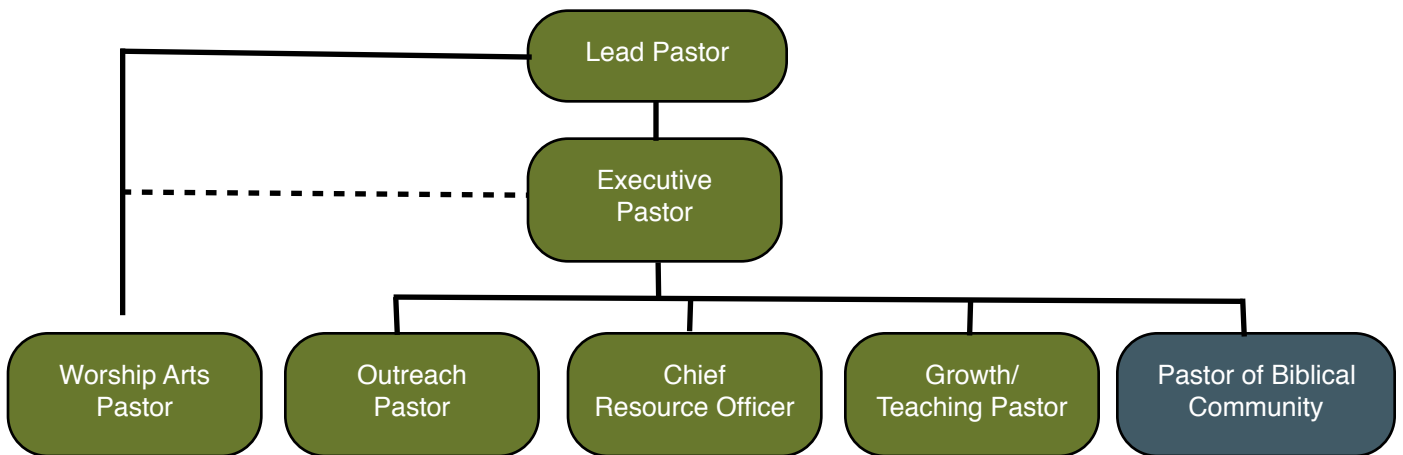 Lead Pastor
Executive
Pastor
Worship Arts
Pastor
Outreach
Pastor
Chief
Resource Officer
Growth/
Teaching Pastor
Pastor of Biblical
Community